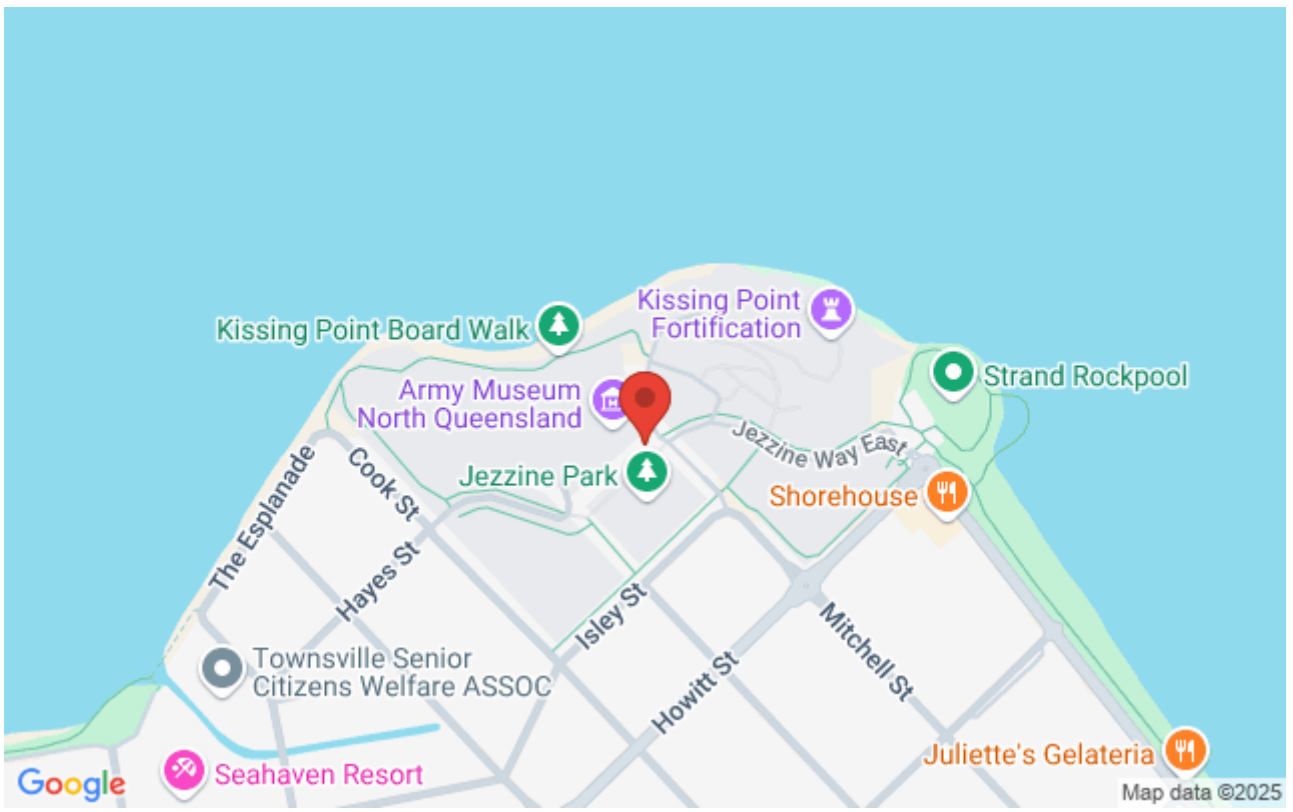 Kissing Point
Fortification
Kissing Point Board Walk
Strand Rockpool
Army Museum
North Queensland
Jezzine Way East
Jezzine Park
Shorehouse
Cook St
The Esplanade
Hayes St
Isley St
Mitchell St
Howitt St
Townsville Senior
Citizens Welfare ASSOC
Juliette's Gelateria
Seahaven Resort
Google
Map data ©2025